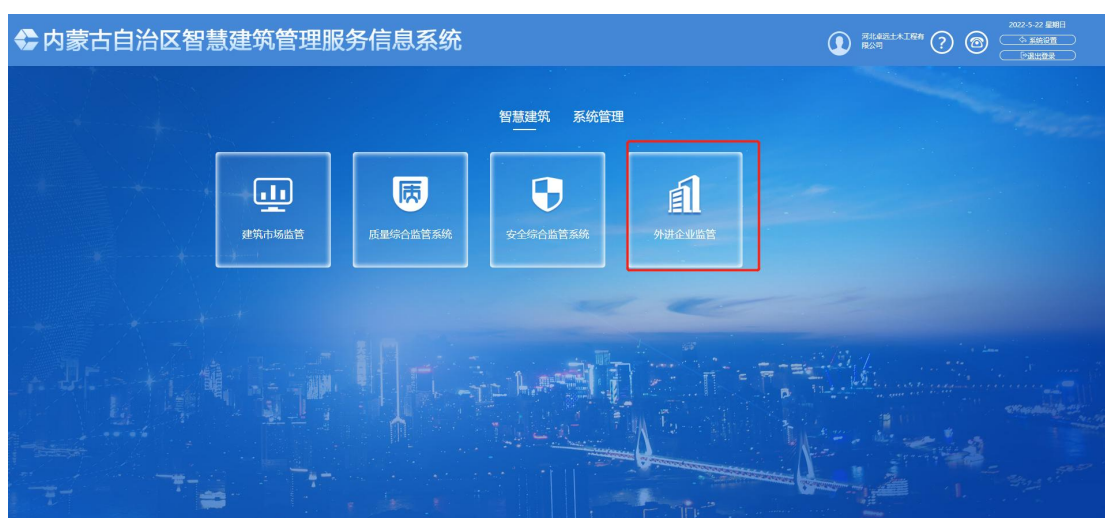 内蒙古自治区智慧建筑管理服务信息系统
2022-5-22 星期日
河北卓远土木工程有
限公司
系统设置
退出登录
智慧建筑 系统管理
建筑市场监管 质量综合监管系统 安全综合监管系统 外进企业监管